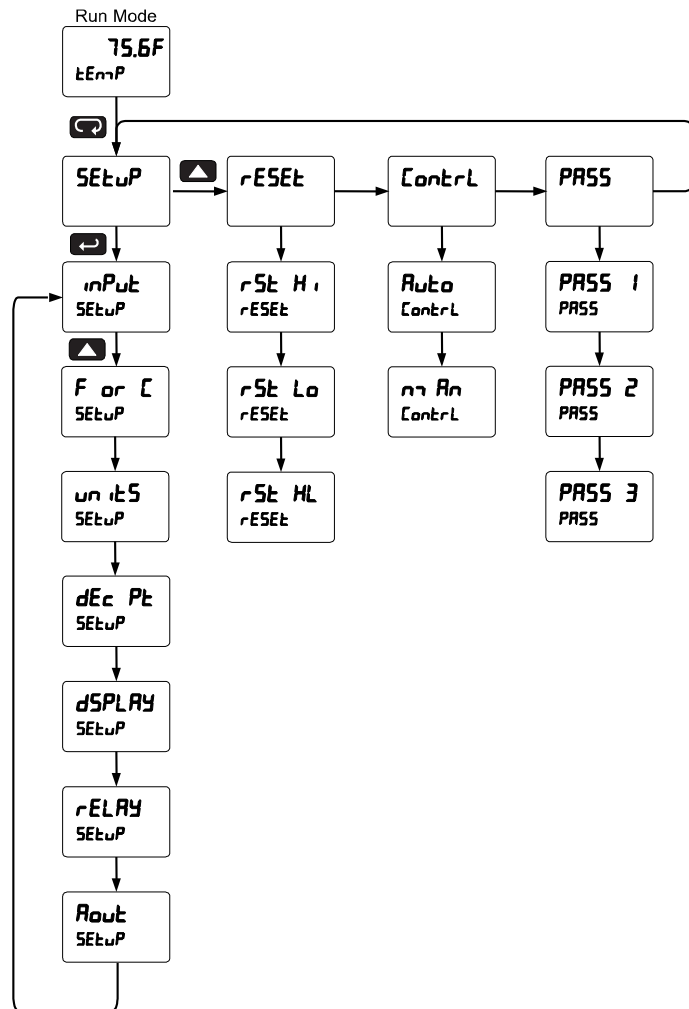 Run Mode
75.6F
tEmP
SEtuP
rESEt
ContrL
PASS
inPut
SEtuP
rSt Hi
rESEt
Auto
ContrL
PASS 1
PASS
F or C
SEtuP
rSt Lo
rESEt
mAn
ContrL
PASS 2
PASS
unitS
SEtuP
rSt HL
rESEt
PASS 3
PASS
dEc Pt
SEtuP
dSPLAY
SEtuP
rELAY
SEtuP
Aout
SEtuP